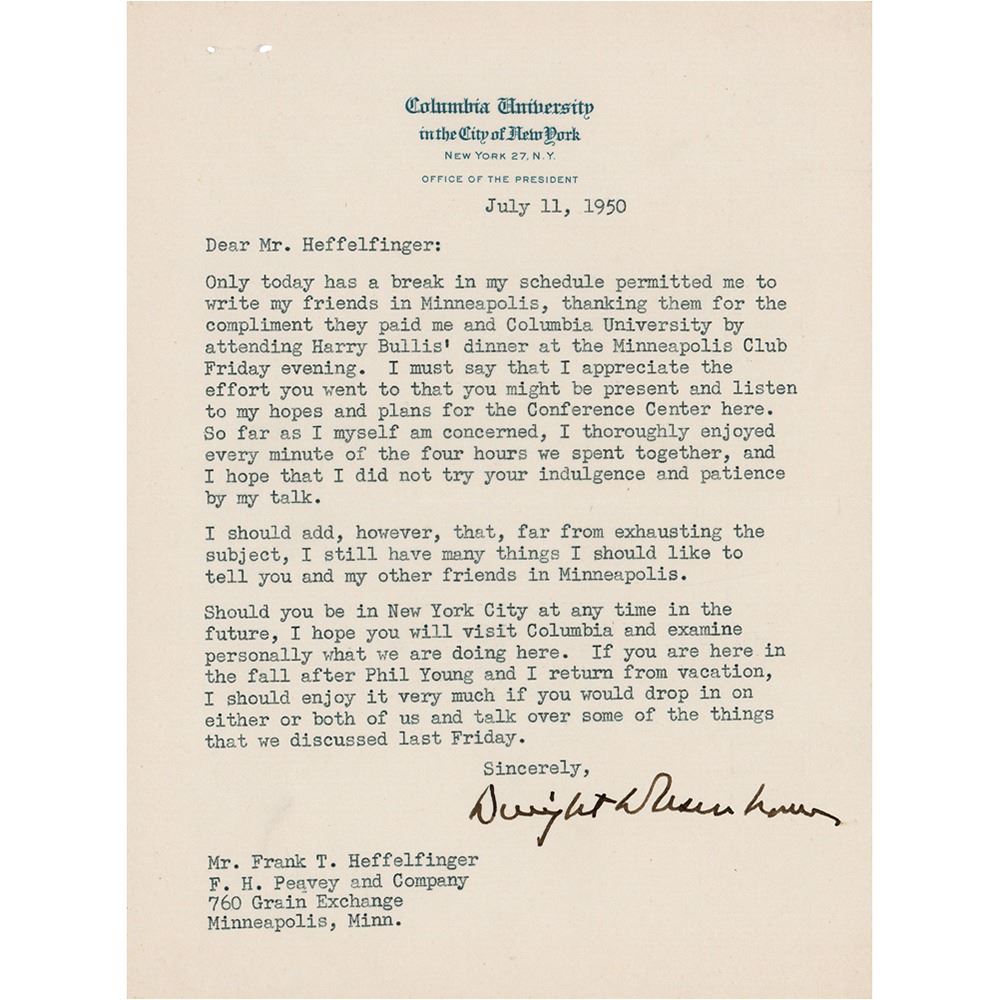 Columbia University
in the City of New York
NEW YORK 27, N.Y.
OFFICE OF THE PRESIDENT
July 11, 1950
Dear Mr. Heffelfinger:
Only today has a break in my schedule permitted me to
write my friends in Minneapolis, thanking them for the
compliment they paid me and Columbia University by
attending Harry Bullis' dinner at the Minneapolis Club
Friday evening. I must say that I appreciate the
effort you went to that you might be present and listen
to my hopes and plans for the Conference Center here.
So far as I myself am concerned, I thoroughly enjoyed
every minute of the four hours we spent together, and
I hope that I did not try your indulgence and patience
by my talk.
I should add, however, that, far from exhausting the
subject, I still have many things I should like to
tell you and my other friends in Minneapolis.
Should you be in New York City at any time in the
future, I hope you will visit Columbia and examine
personally what we are doing here. If you are here in
the fall after Phil Young and I return from vacation,
I should enjoy it very much if you would drop in on
either or both of us and talk over some of the things
that we discussed last Friday.
Sincerely,
Dwight D Eisenhower
Mr. Frank T. Heffelfinger
F. H. Peavey and Company
760 Grain Exchange
Minneapolis, Minn.